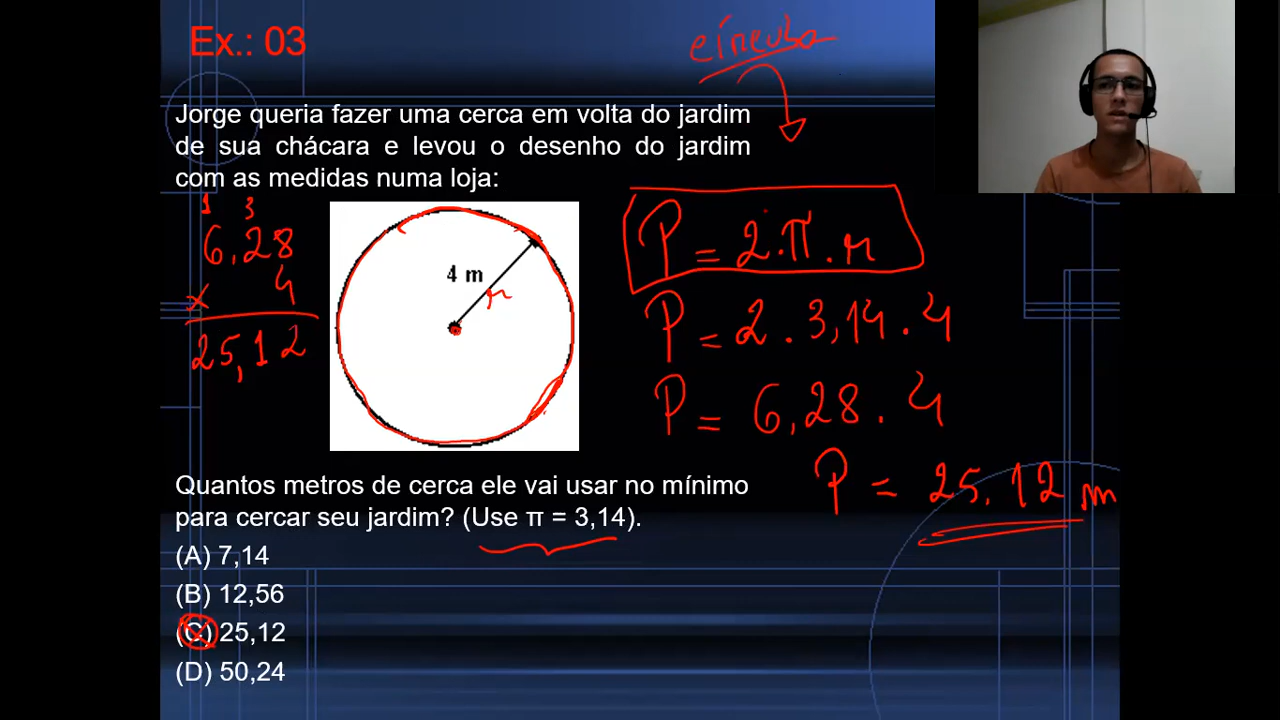 Ex.: 03
círculo
Jorge queria fazer uma cerca em volta do jardim
de sua chácara e levou o desenho do jardim
com as medidas numa loja:
1 3
6,28
x 4
25,12
4 m
r
P = 2.π.r
P = 2 . 3,14 . 4
P = 6,28 . 4
P = 25,12 m
Quantos metros de cerca ele vai usar no mínimo
para cercar seu jardim? (Use π = 3,14).
(A) 7,14
(B) 12,56
(C) 25,12
(D) 50,24